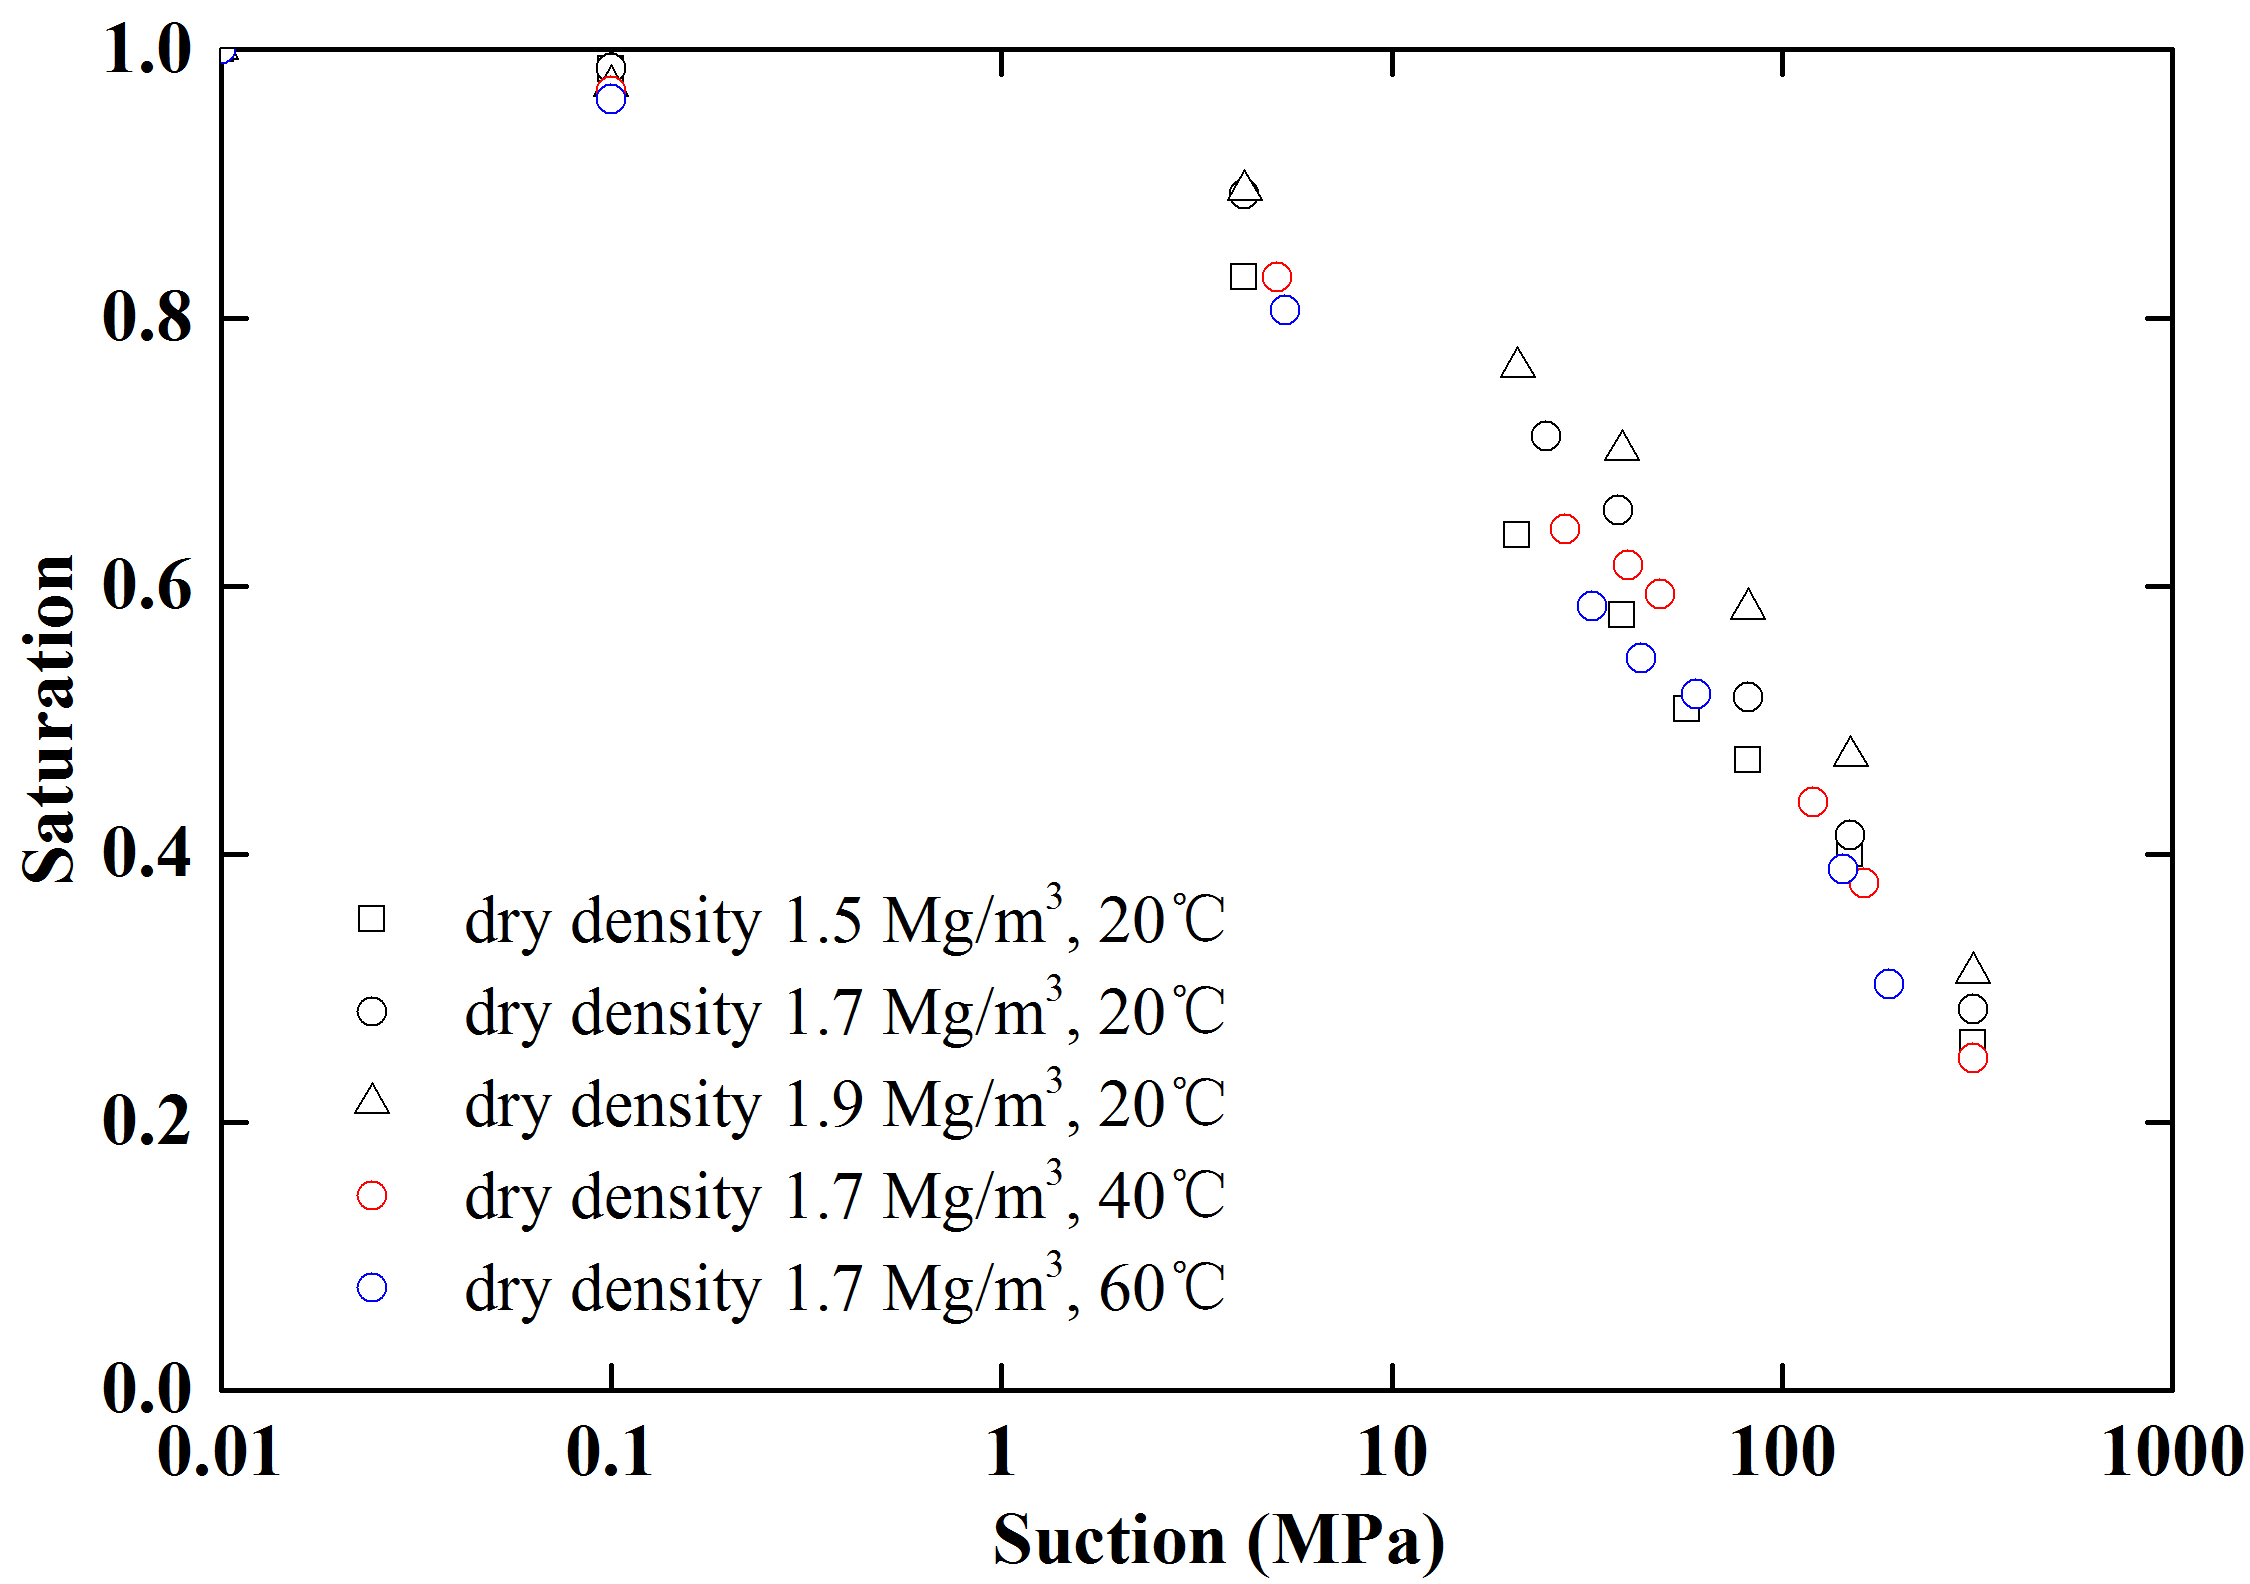 1.0
0.8
0.6
0.4
0.2
0.0
Saturation
dry density 1.5 Mg/m³, 20℃
dry density 1.7 Mg/m³, 20℃
dry density 1.9 Mg/m³, 20℃
dry density 1.7 Mg/m³, 40℃
dry density 1.7 Mg/m³, 60℃
0.01 0.1 1 10 100 1000
Suction (MPa)